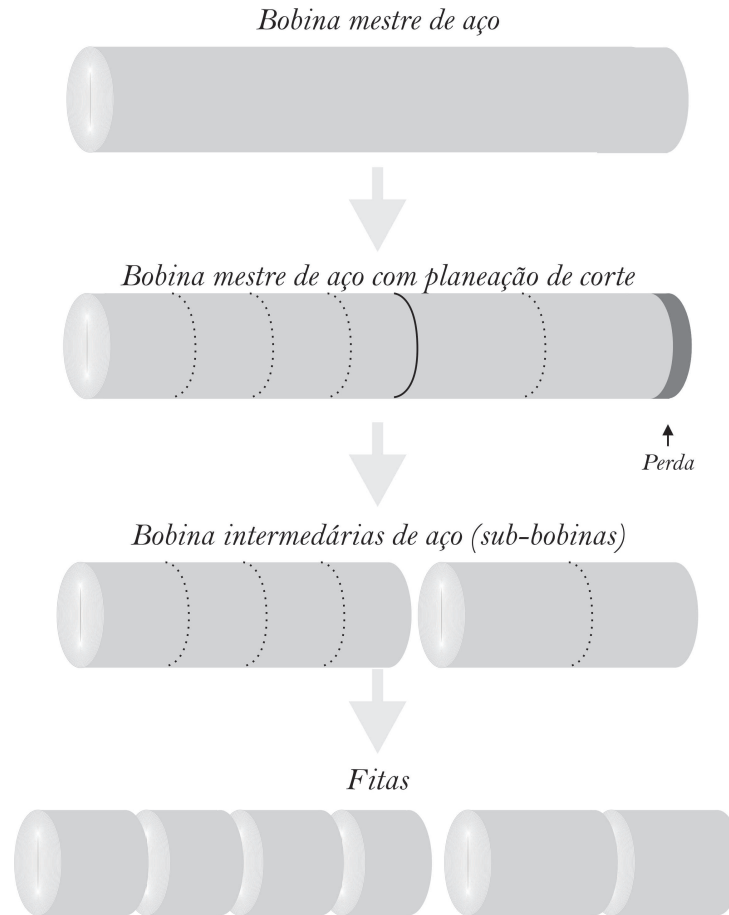 Bobina mestre de aço
Bobina mestre de aço com planeação de corte
Perda
Bobina intermedárias de aço (sub-bobinas)
Fitas